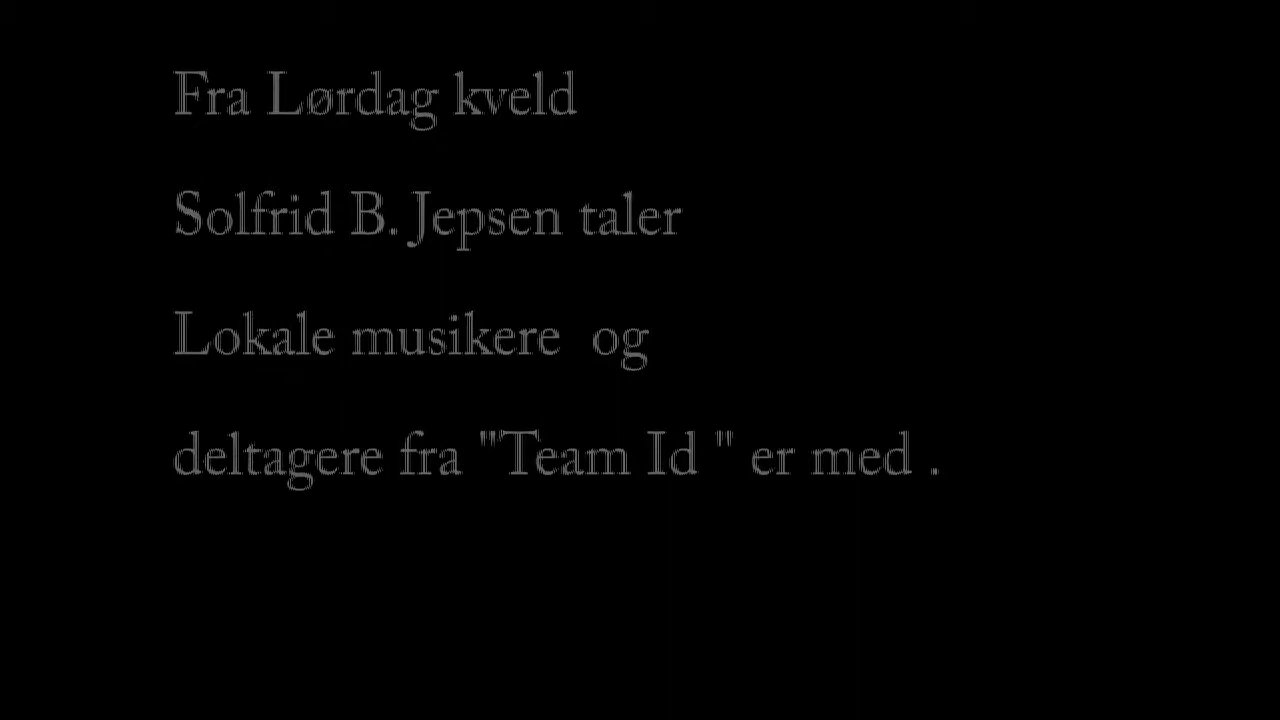 Fra Lørdag kveld
Solfrid B. Jepsen taler
Lokale musikere  og
deltagere fra "Team Id " er med .